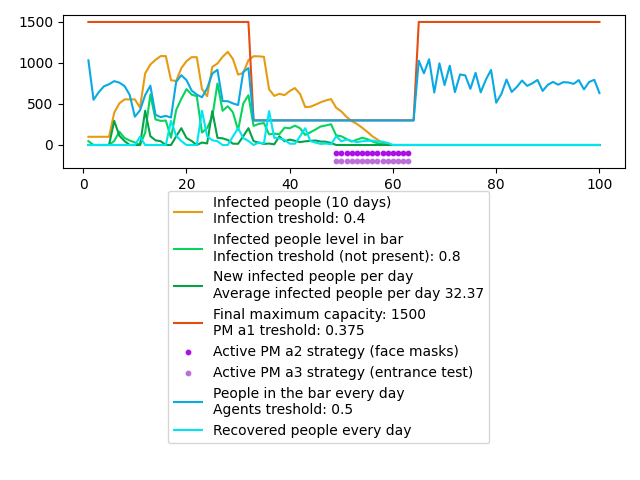 1500
1000
500
0
0 20 40 60 80 100
Infected people (10 days)
Infection treshold: 0.4
Infected people level in bar
Infection treshold (not present): 0.8
New infected people per day
Average infected people per day 32.37
Final maximum capacity: 1500
PM a1 treshold: 0.375
Active PM a2 strategy (face masks)
Active PM a3 strategy (entrance test)
People in the bar every day
Agents treshold: 0.5
Recovered people every day